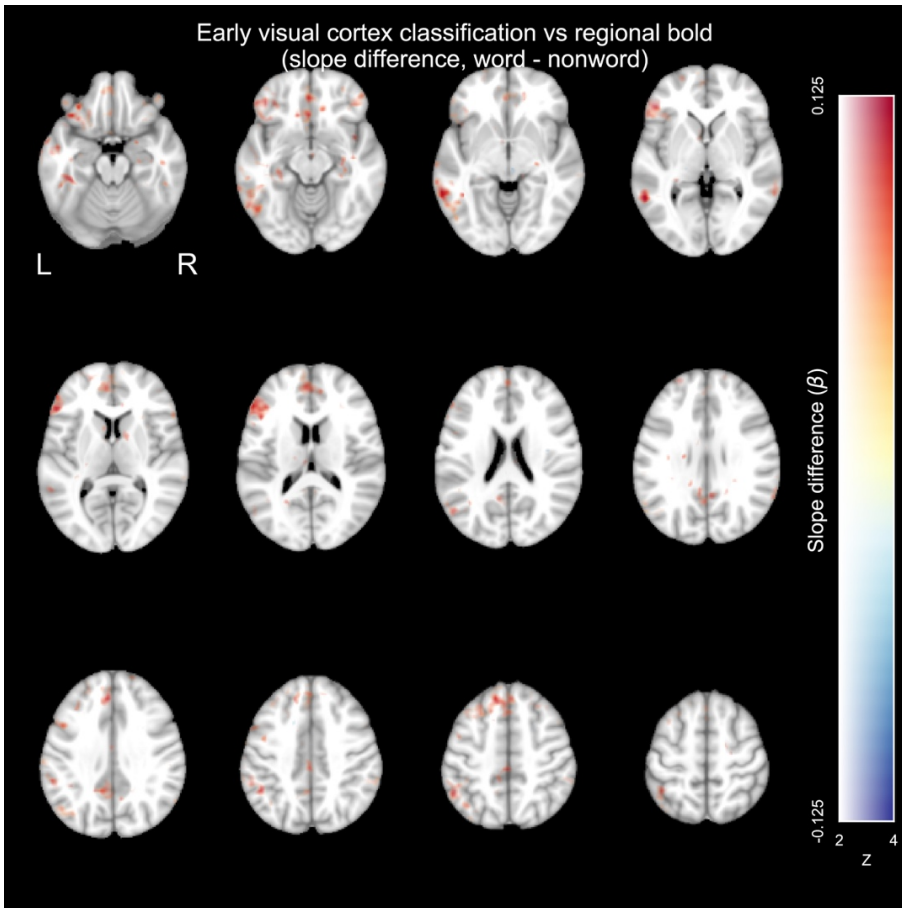 Early visual cortex classification vs regional bold
(slope difference, word - nonword)
L
R
0.125
Slope difference (β)
-0.125
2
4
Z